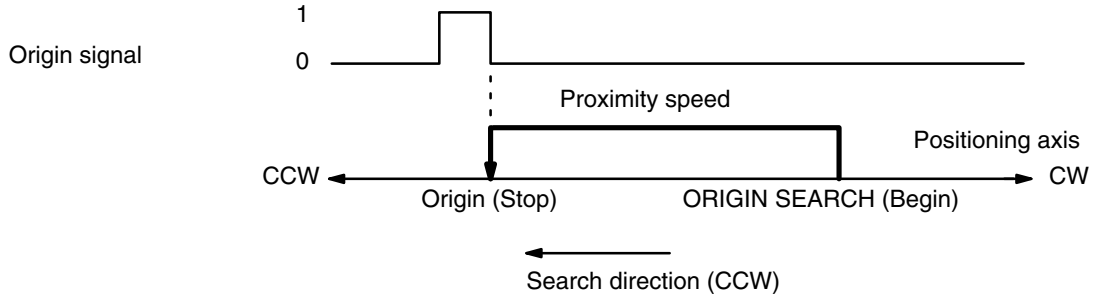 1
Origin signal
0
Proximity speed
Positioning axis
CCW
CW
Origin (Stop)
ORIGIN SEARCH (Begin)
Search direction (CCW)